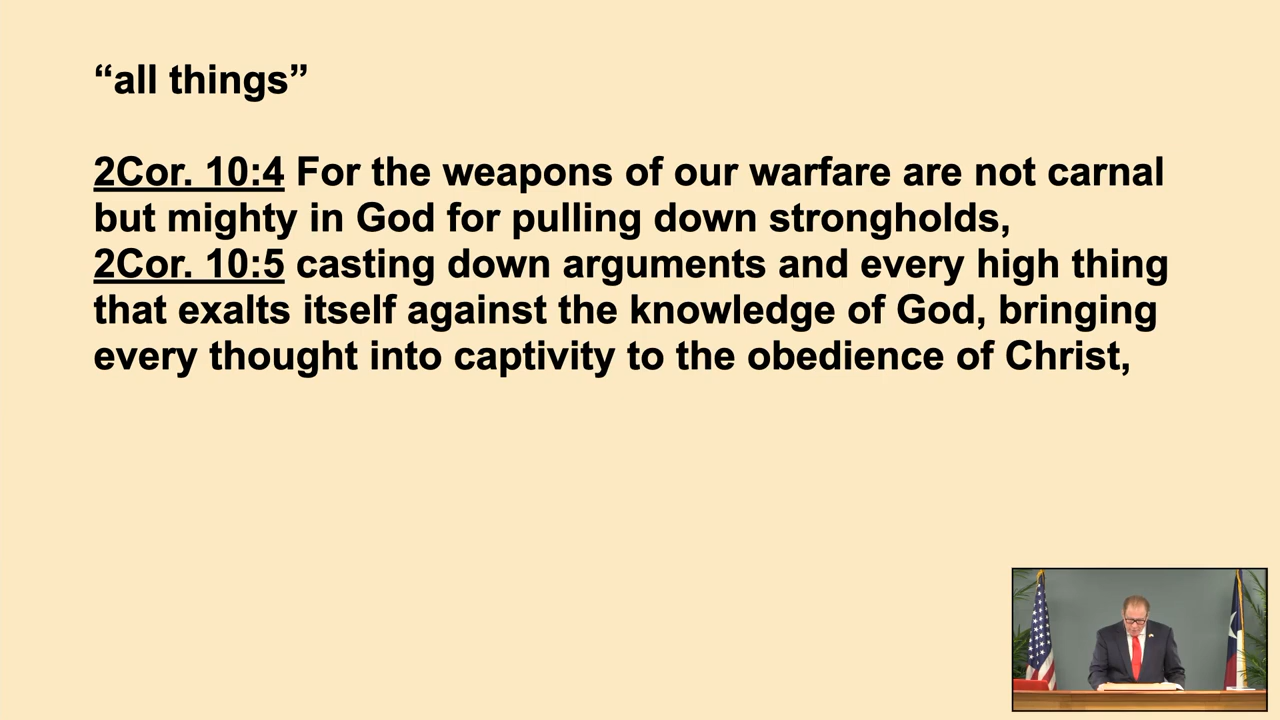 “all things”
2Cor. 10:4 For the weapons of our warfare are not carnal
but mighty in God for pulling down strongholds,
2Cor. 10:5 casting down arguments and every high thing
that exalts itself against the knowledge of God, bringing
every thought into captivity to the obedience of Christ,